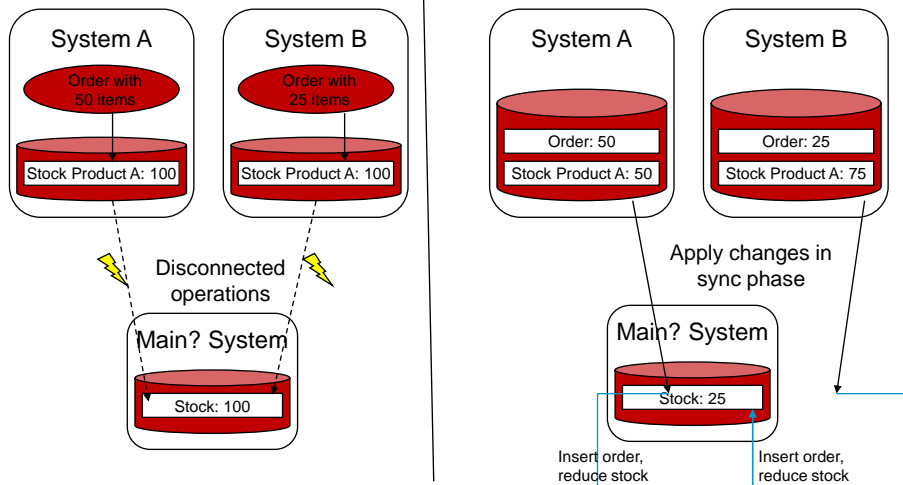 System A
Order with
50 items
Stock Product A: 100
System B
Order with
25 items
Stock Product A: 100
Disconnected
operations
Main? System
Stock: 100
System A
Order: 50
Stock Product A: 50
System B
Order: 25
Stock Product A: 75
Apply changes in
sync phase
Main? System
Stock: 25
Insert order,
reduce stock
Insert order,
reduce stock